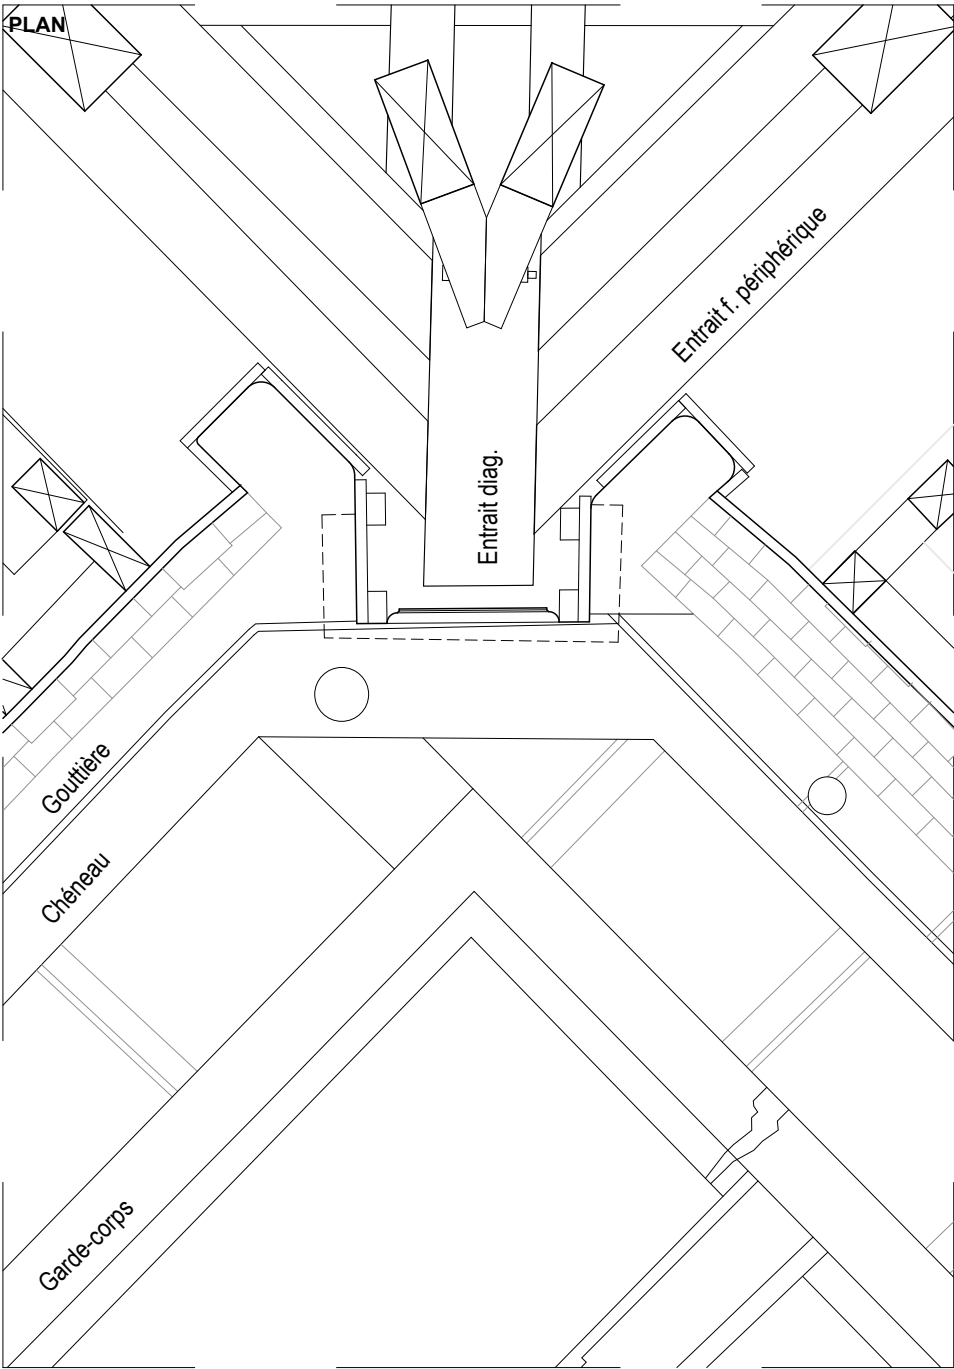 PLAN
Entrait f. périphérique
Entrait diag.
Gouttière
Chéneau
Garde-corps